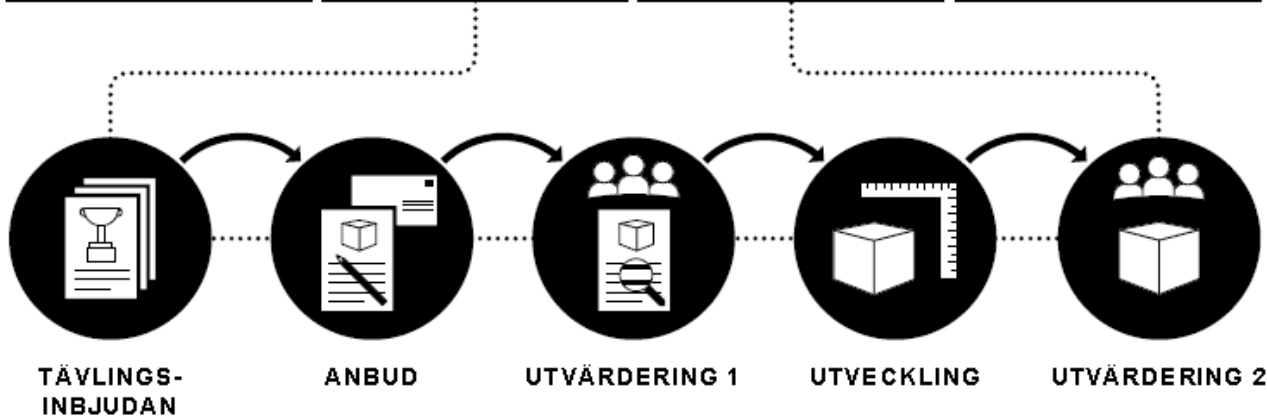 TÄVLINGS-
INBJUDAN
ANBUD
UTVÄRDERING 1
UTVECKLING
UTVÄRDERING 2